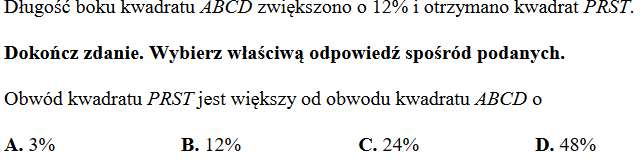 Długość boku kwadratu ABCD zwiększono o 12% i otrzymano kwadrat PRST.
Dokończ zdanie. Wybierz właściwą odpowiedź spośród podanych.
Obwód kwadratu PRST jest większy od obwodu kwadratu ABCD o
A. 3% B. 12% C. 24% D. 48%